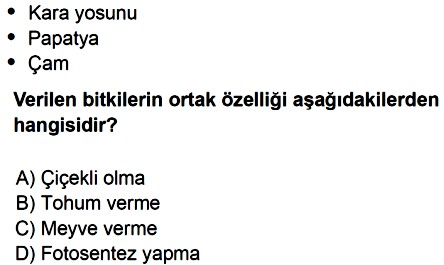 • Kara yosunu
• Papatya
• Çam
Verilen bitkilerin ortak özelliği aşağıdakilerden
hangisidir?
A) Çiçekli olma
B) Tohum verme
C) Meyve verme
D) Fotosentez yapma